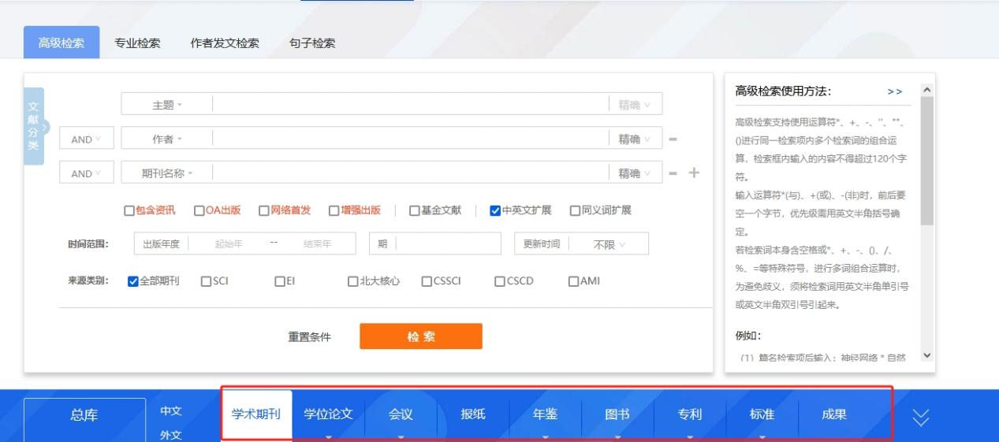 高级检索 专业检索 作者发文检索 句子检索
文献分类
主题 精确
AND 作者 精确
AND 期刊名称 精确
包含资讯 OA出版 网络首发 增强出版 基金文献 中英文扩展 同义词扩展
时间范围： 出版年度 起始年 -- 结束年 期 更新时间 不限
来源类别： 全部期刊 SCI EI 北大核心 CSSCI CSCD AMI
重置条件 检索
高级检索使用方法： >>
高级检索支持使用运算符*、+、-、''、""、
()进行同一检索项内多个检索词的组合运
算，检索框内输入的内容不得超过120个字
符。
输入运算符*(与)、+(或)、-(非)时，前后要
空一个字节，优先级需用英文半角括号确
定。
若检索词本身含空格或*、+、-、()、/、
%、=等特殊符号，进行多词组合运算时，
为避免歧义，须将检索词用英文半角单引号
或英文半角双引号引起来。
例如：
（1）篇名检索项后输入：神经网络 * 自然
总库 中文 学术期刊 学位论文 会议 报纸 年鉴 图书 专利 标准 成果
外文